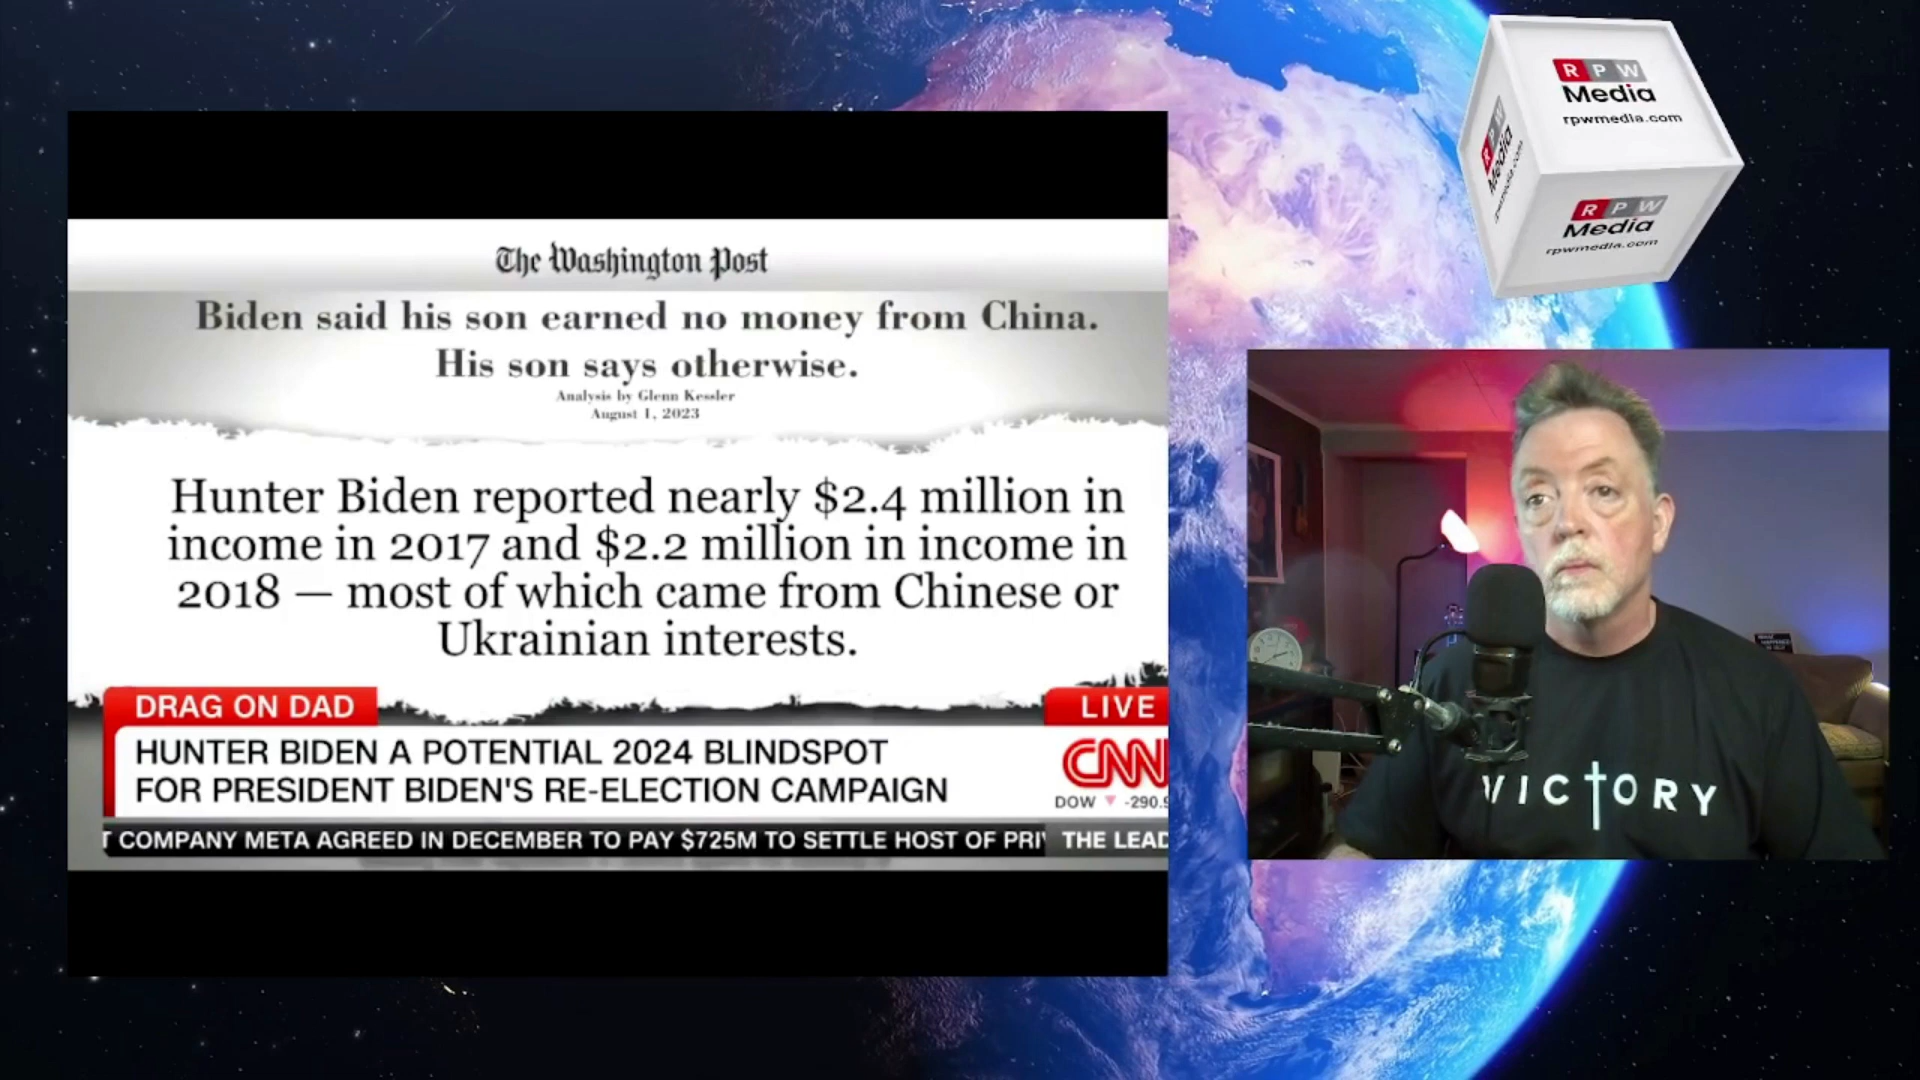 The Washington Post
Biden said his son earned no money from China.
His son says otherwise.
Analysis by Glenn Kessler
August 1, 2023
Hunter Biden reported nearly $2.4 million in
income in 2017 and $2.2 million in income in
2018 — most of which came from Chinese or
Ukrainian interests.
DRAG ON DAD
LIVE
HUNTER BIDEN A POTENTIAL 2024 BLINDSPOT
FOR PRESIDENT BIDEN'S RE-ELECTION CAMPAIGN
CNN
DOW ▼ -290.
COMPANY META AGREED IN DECEMBER TO PAY $725M TO SETTLE HOST OF PRI
THE LEAD
RPW
Media
rpwmedia.com
RPW
Media
rpwmedia.com
RPW
Media
VICTORY